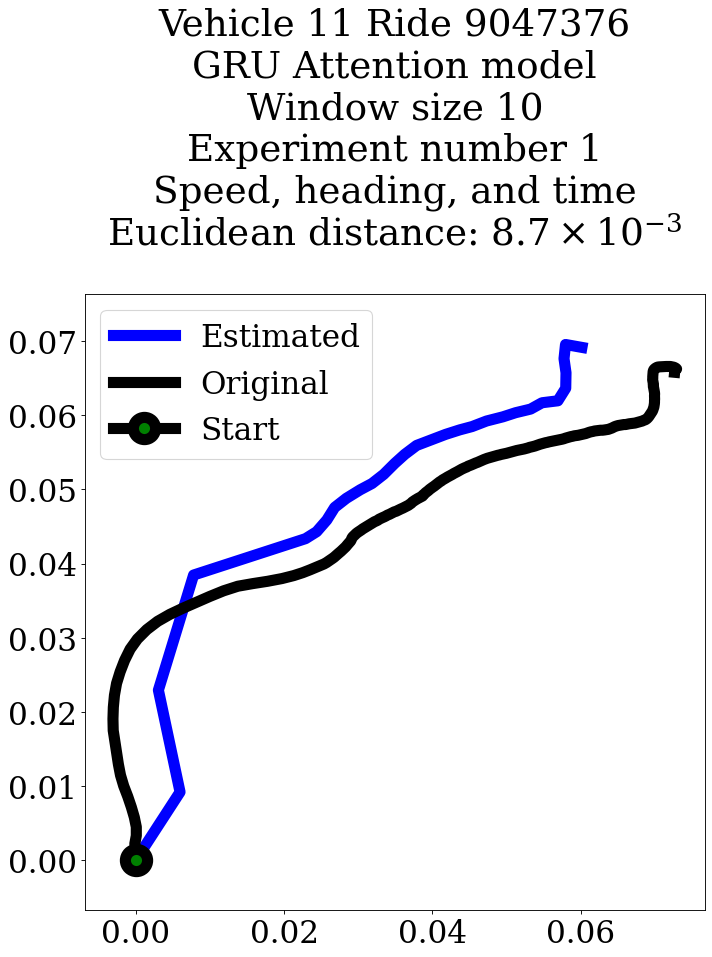 Vehicle 11 Ride 9047376
GRU Attention model
Window size 10
Experiment number 1
Speed, heading, and time
Euclidean distance: 8.7 × 10⁻³
Estimated
Original
Start
0.07
0.06
0.05
0.04
0.03
0.02
0.01
0.00
0.00 0.02 0.04 0.06